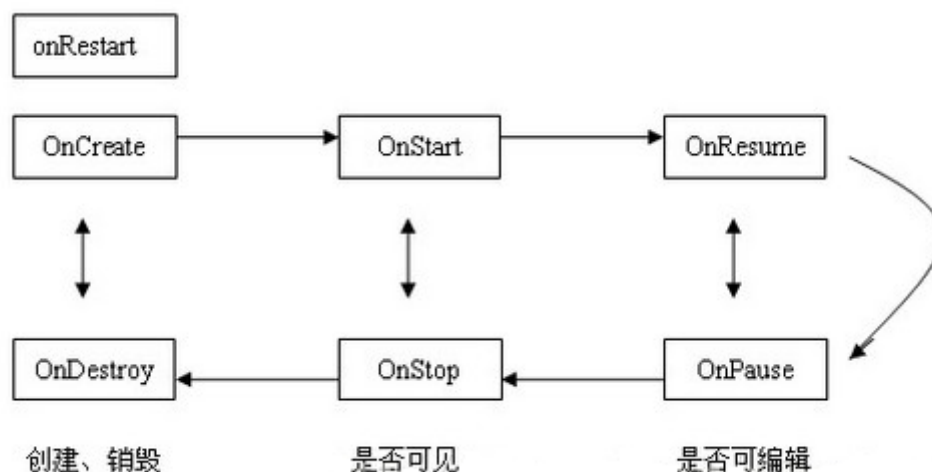 onRestart
OnCreate
OnStart
OnResume
OnDestroy
OnStop
OnPause
创建、销毁
是否可见
是否可编辑